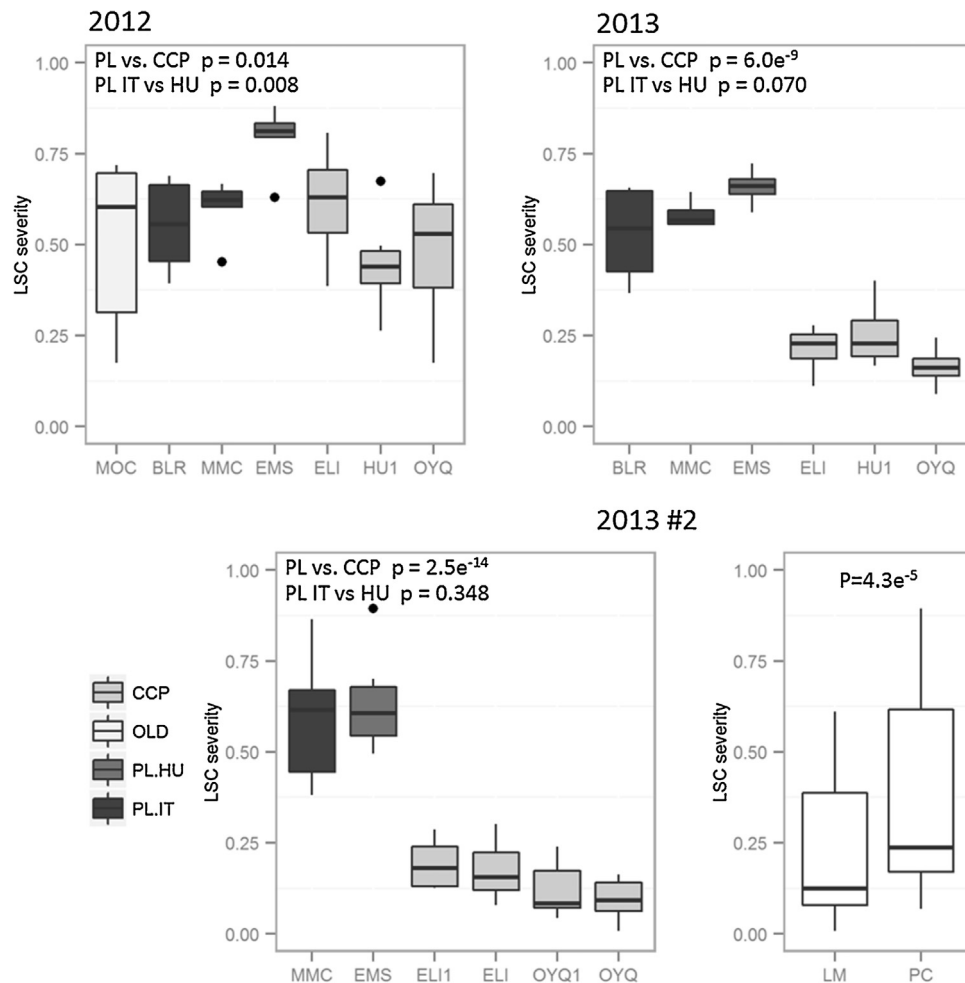 2012
PL vs. CCP p = 0.014
PL IT vs HU p = 0.008
LSC severity
1.00
0.75
0.50
0.25
0.00
MOC BLR MMC EMS ELI HU1 OYQ
2013
PL vs. CCP p = 6.0e-9
PL IT vs HU p = 0.070
LSC severity
1.00
0.75
0.50
0.25
0.00
BLR MMC EMS ELI HU1 OYQ
2013 #2
CCP
OLD
PL.HU
PL.IT
PL vs. CCP p = 2.5e-14
PL IT vs HU p = 0.348
LSC severity
1.00
0.75
0.50
0.25
0.00
MMC EMS ELI1 ELI OYQ1 OYQ
P=4.3e-5
LSC severity
1.00
0.75
0.50
0.25
0.00
LM PC